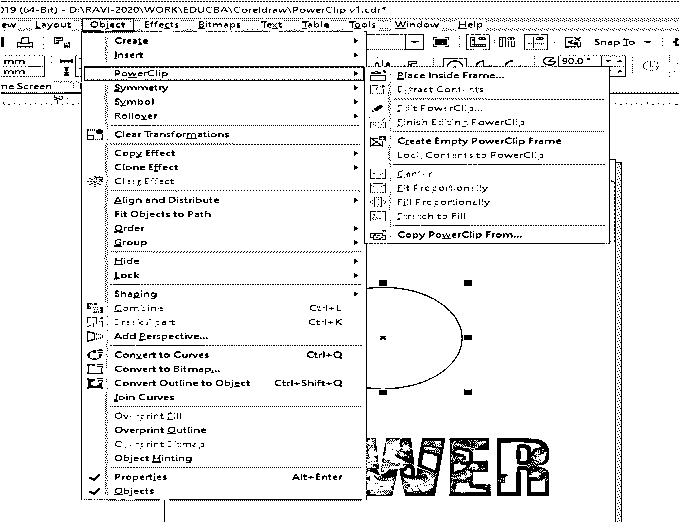 019 (64-Bit) - D:\RAVI-2020\WORK\EDUCBA\Coreldraw\PowerClip v1.cdr*
ew Layout Object Effects Bitmaps Text Table Tools Window Help
Snap To
mm
mm
90.0 °
me Screen
Create
Insert
PowerClip
Symmetry
Symbol
Rollover
Clear Transformations
Copy Effect
Clone Effect
Clear Effect
Align and Distribute
Fit Objects to Path
Order
Group
Hide
Lock
Shaping
Combine Ctrl+L
Break Apart Ctrl+K
Add Perspective...
Convert to Curves Ctrl+Q
Convert to Bitmap...
Convert Outline to Object Ctrl+Shift+Q
Join Curves
Overprint Fill
Overprint Outline
Overprint Bitmap
Object Hinting
Properties Alt+Enter
Objects
Place Inside Frame...
Extract Contents
Edit PowerClip...
Finish Editing PowerClip
Create Empty PowerClip Frame
Lock Contents to PowerClip
Center
Fit Proportionally
Fill Proportionally
Stretch to Fill
Copy PowerClip From...
WER